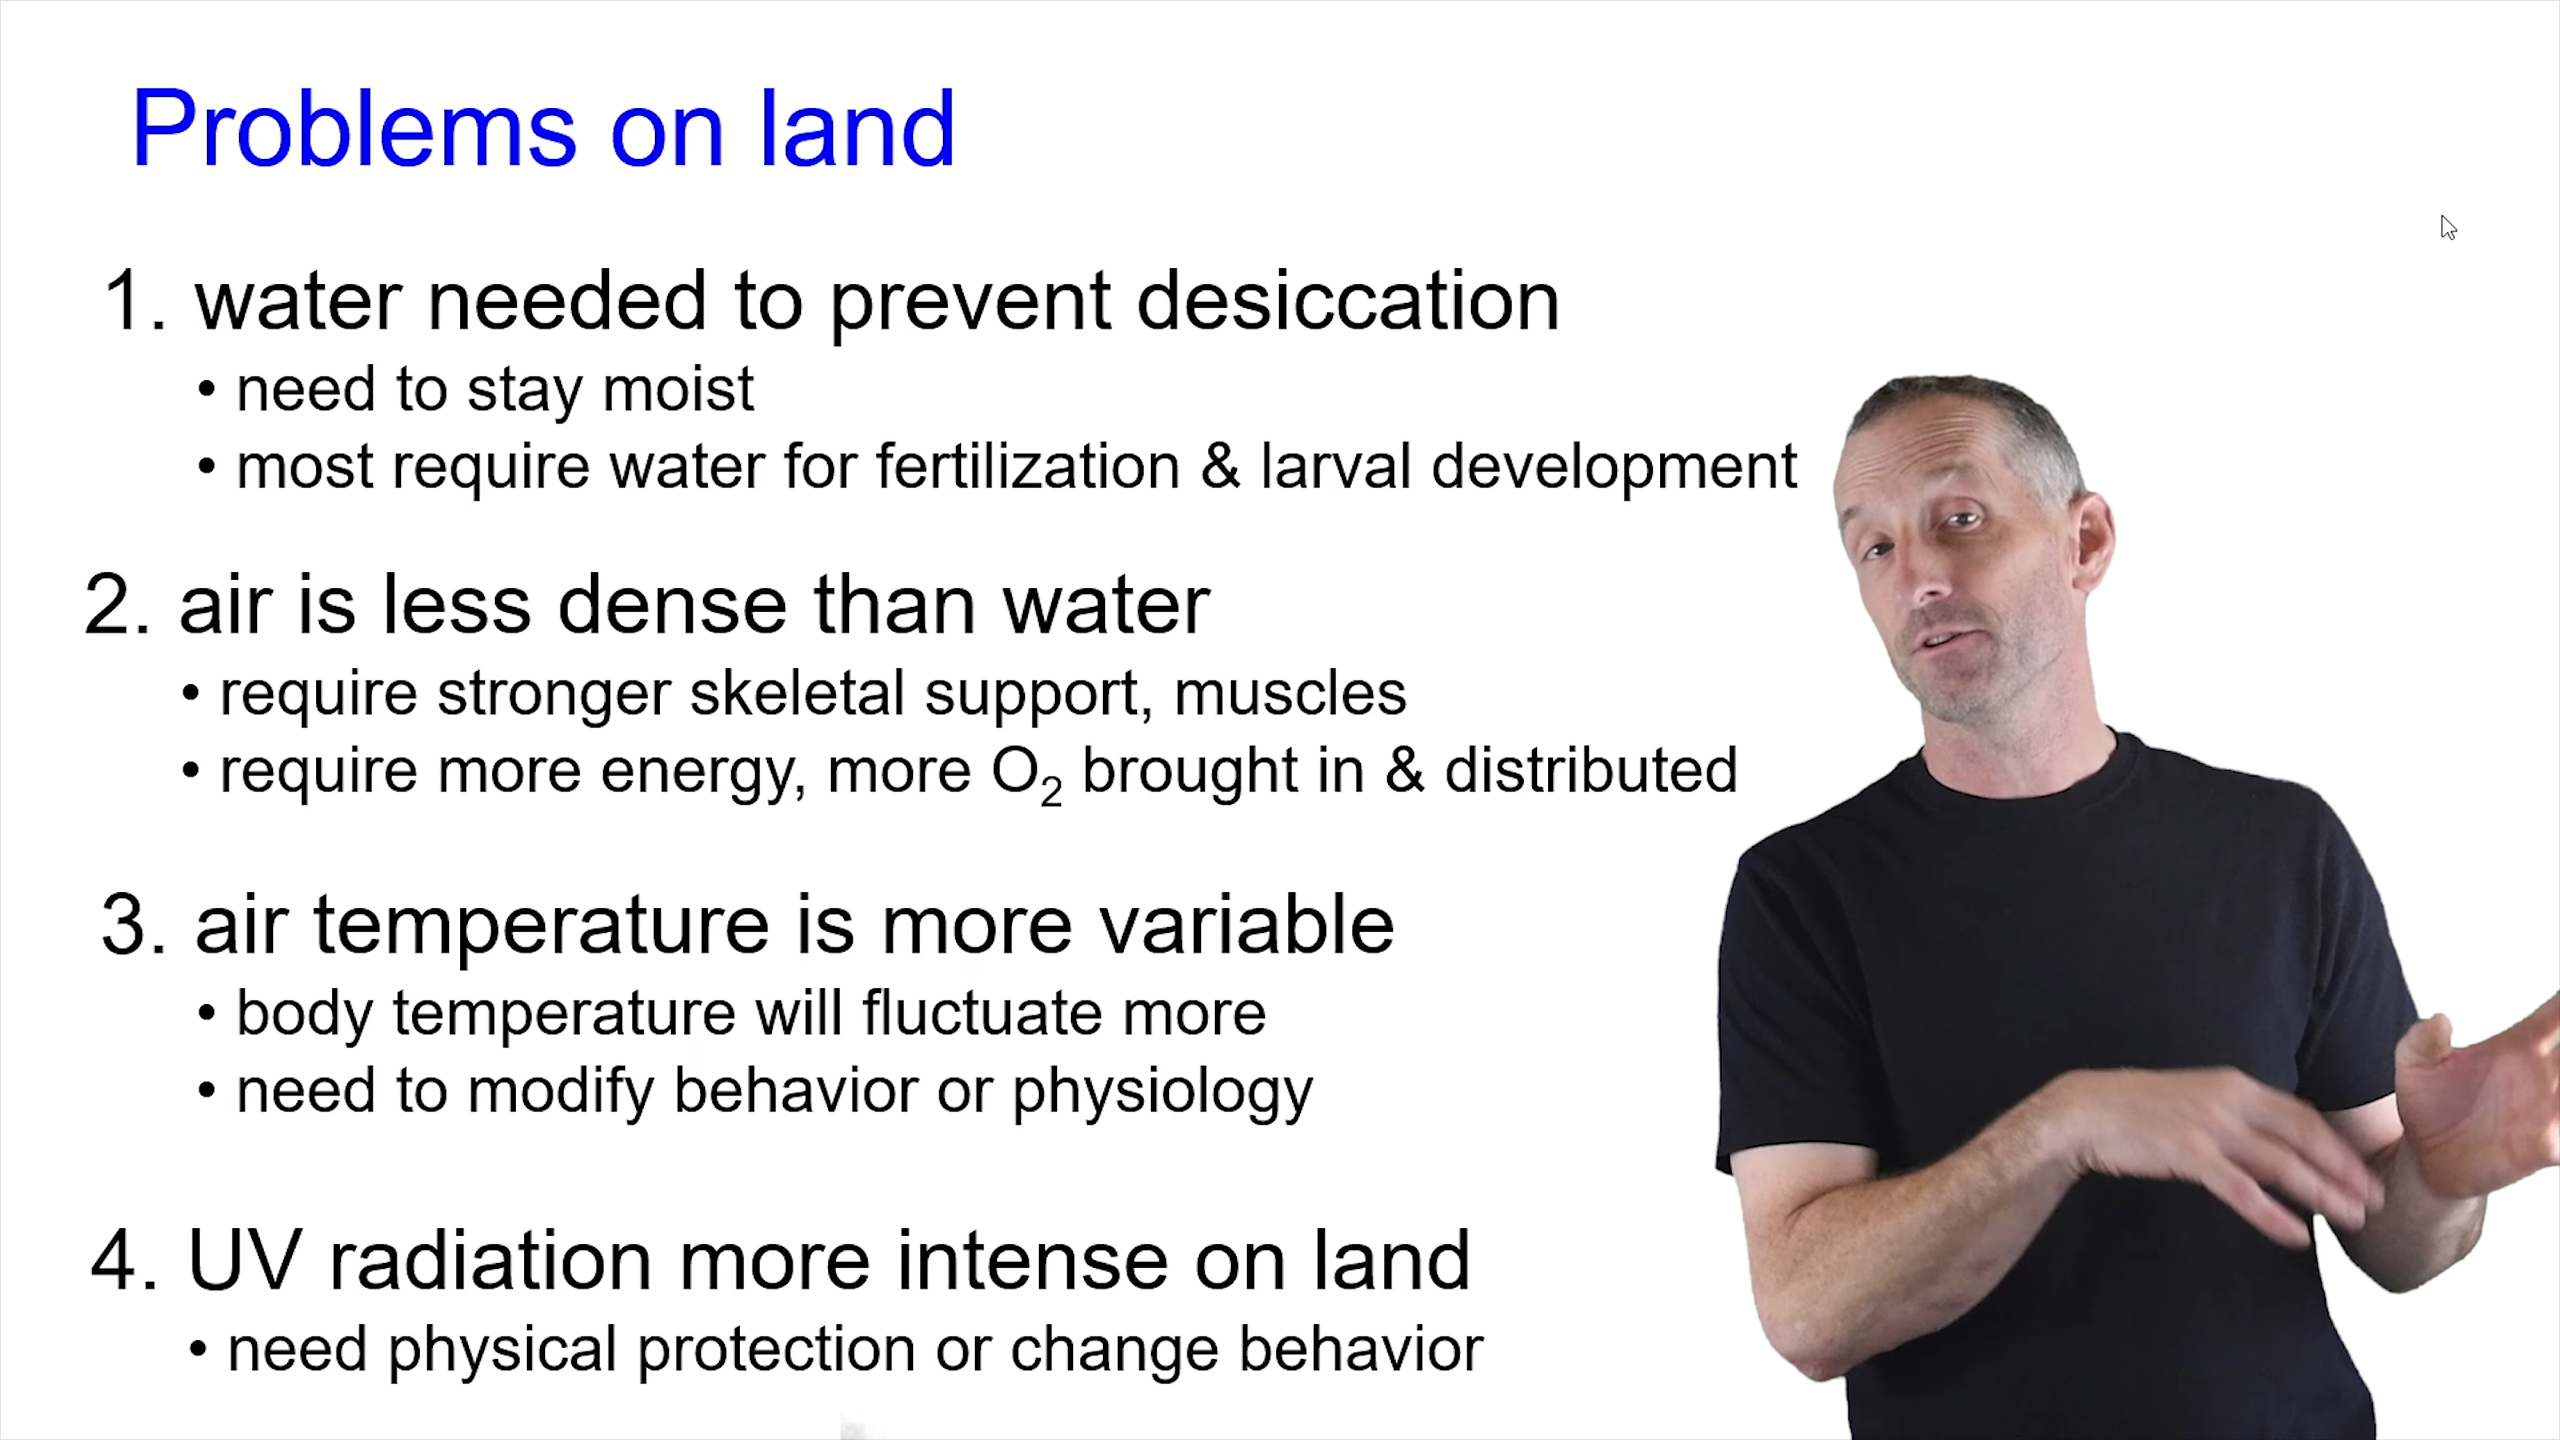 Problems on land
1. water needed to prevent desiccation
• need to stay moist
• most require water for fertilization & larval development
2. air is less dense than water
• require stronger skeletal support, muscles
• require more energy, more O₂ brought in & distributed
3. air temperature is more variable
• body temperature will fluctuate more
• need to modify behavior or physiology
4. UV radiation more intense on land
• need physical protection or change behavior